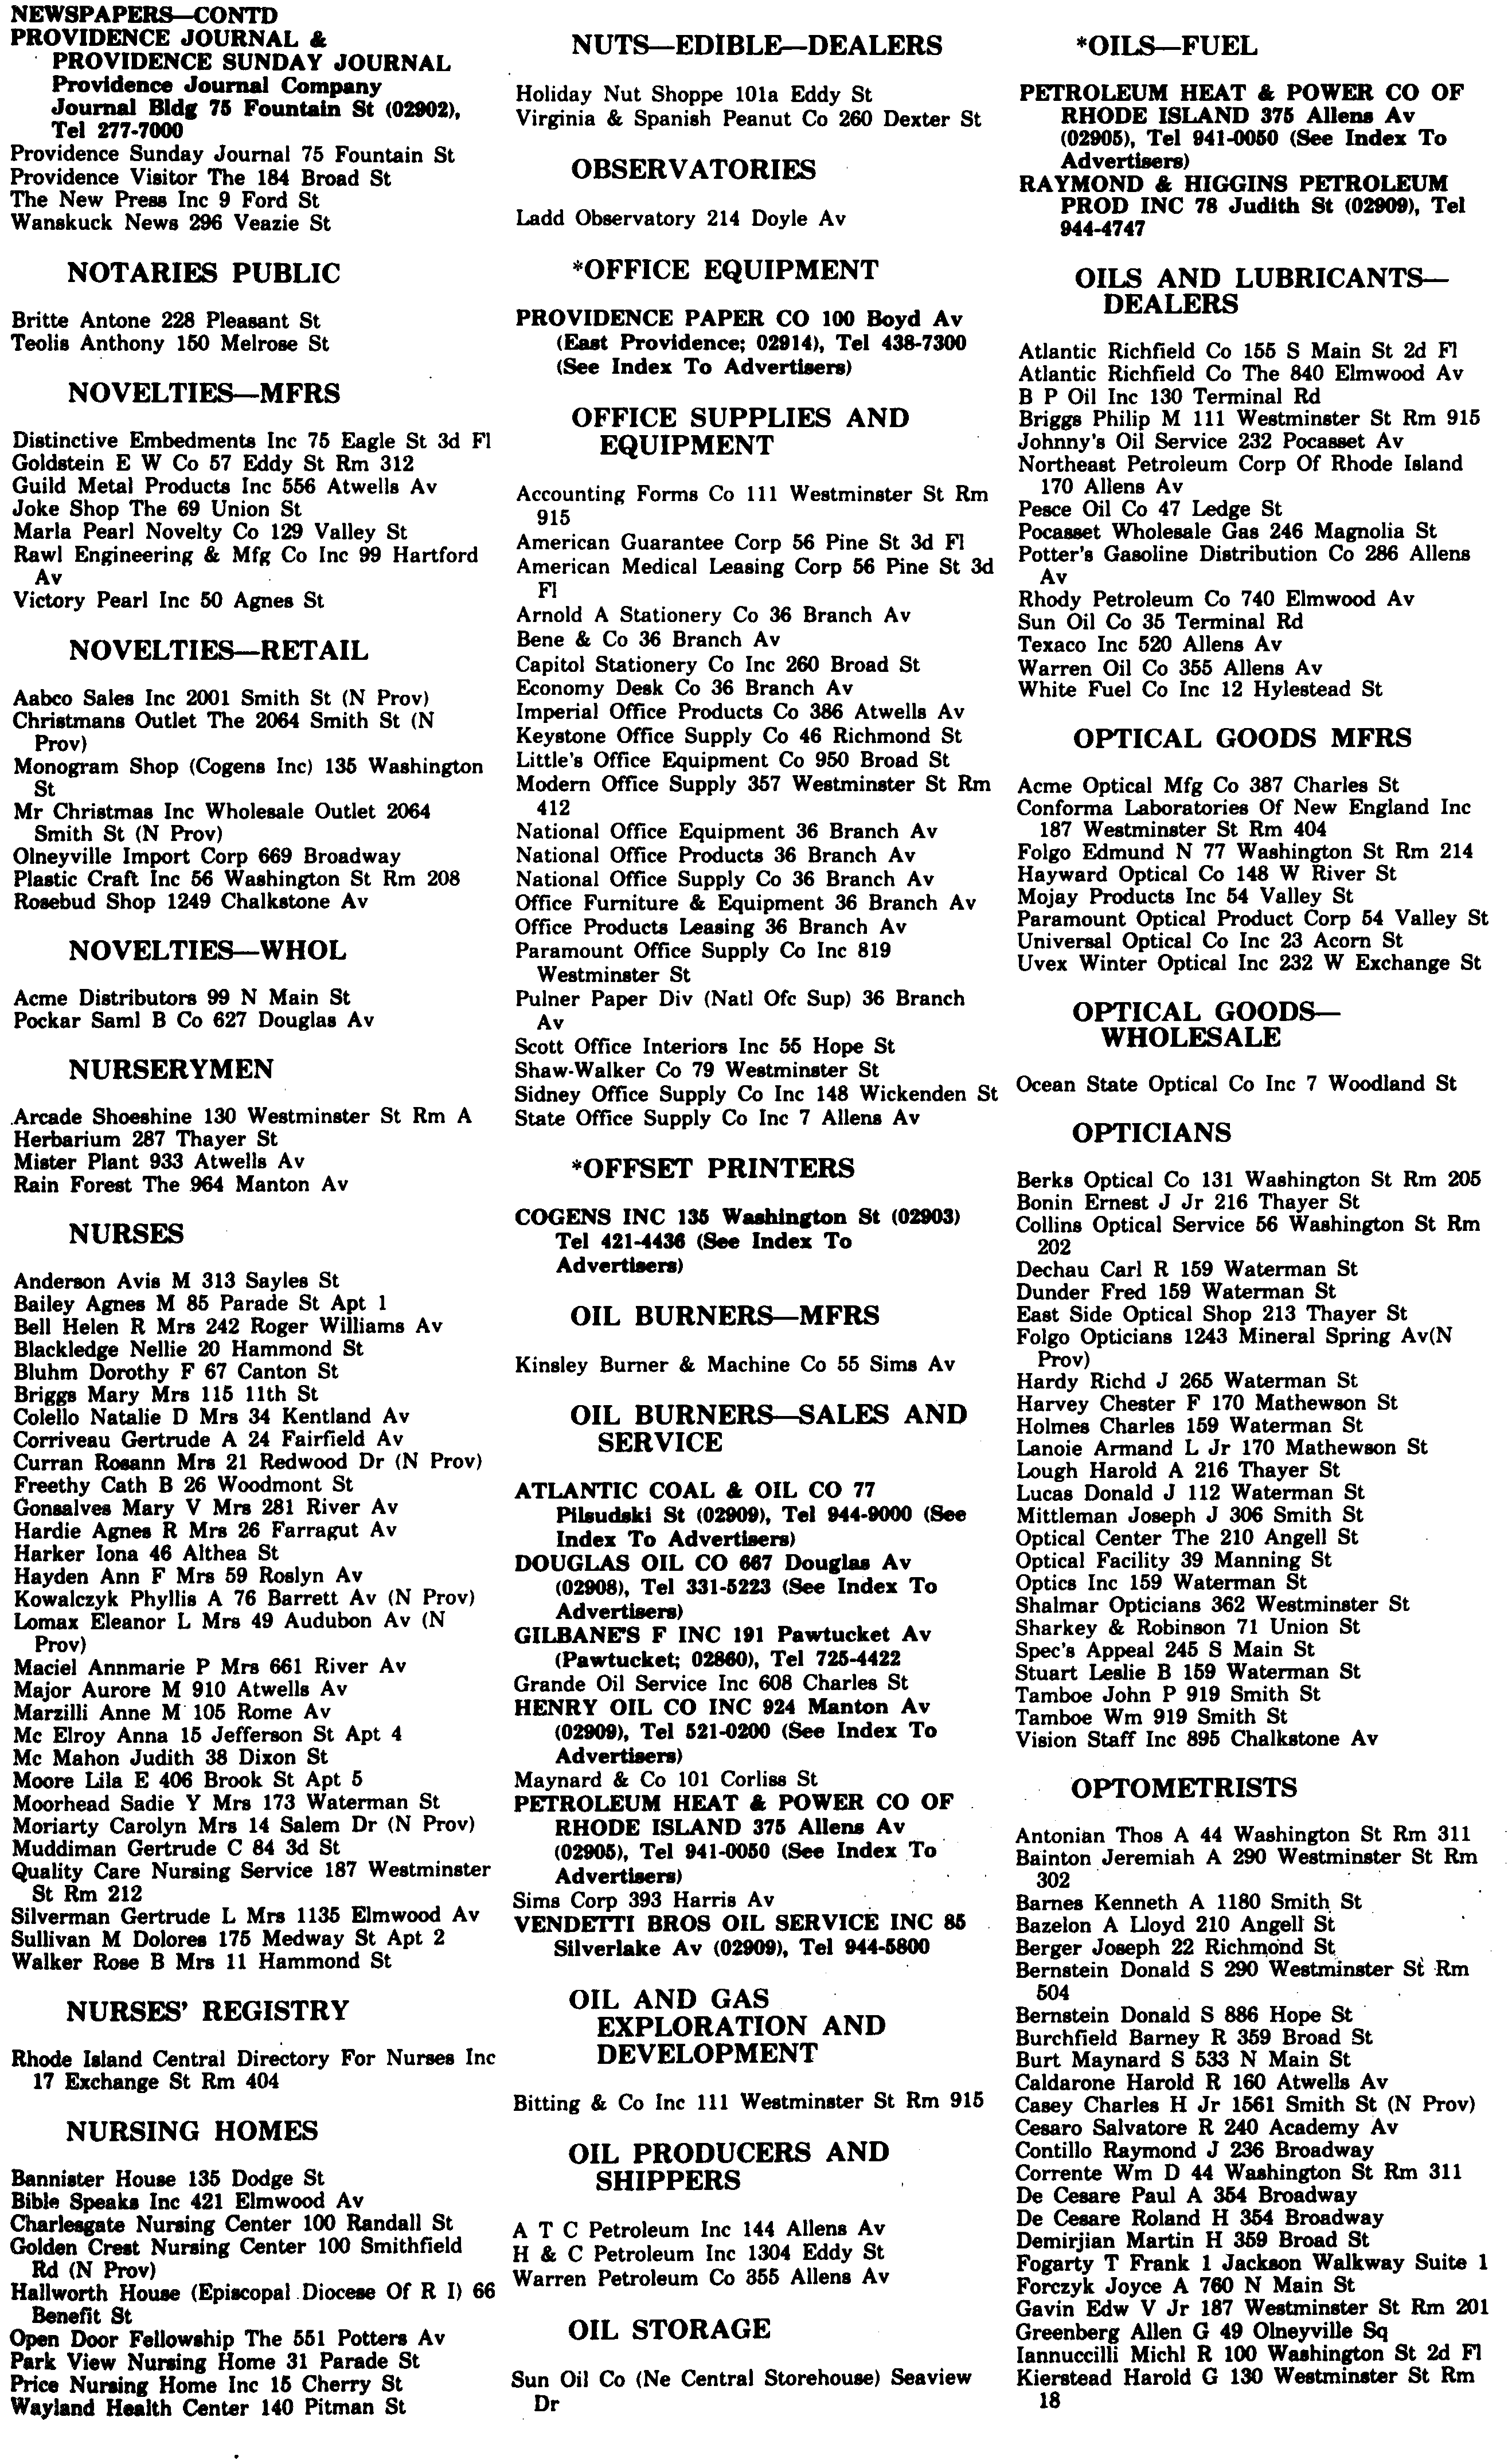 NEWSPAPERS—CONTD
PROVIDENCE JOURNAL &
PROVIDENCE SUNDAY JOURNAL
Providence Journal Company
Journal Bldg 75 Fountain St (02902),
Tel 277-7000
Providence Sunday Journal 75 Fountain St
Providence Visitor The 184 Broad St
The New Press Inc 9 Ford St
Wanskuck News 296 Veazie St
NOTARIES PUBLIC
Britte Antone 228 Pleasant St
Teolis Anthony 150 Melrose St
NOVELTIES—MFRS
Distinctive Embedments Inc 75 Eagle St 3d Fl
Goldstein E W Co 57 Eddy St Rm 312
Guild Metal Products Inc 556 Atwells Av
Joke Shop The 69 Union St
Marla Pearl Novelty Co 129 Valley St
Rawl Engineering & Mfg Co Inc 99 Hartford
Av
Victory Pearl Inc 50 Agnes St
NOVELTIES—RETAIL
Aabco Sales Inc 2001 Smith St (N Prov)
Christmans Outlet The 2064 Smith St (N
Prov)
Monogram Shop (Cogens Inc) 135 Washington
St
Mr Christmas Inc Wholesale Outlet 2064
Smith St (N Prov)
Olneyville Import Corp 669 Broadway
Plastic Craft Inc 56 Washington St Rm 208
Rosebud Shop 1249 Chalkstone Av
NOVELTIES—WHOL
Acme Distributors 99 N Main St
Pockar Saml B Co 627 Douglas Av
NURSERYMEN
Arcade Shoeshine 130 Westminster St Rm A
Herbarium 287 Thayer St
Mister Plant 933 Atwells Av
Rain Forest The 964 Manton Av
NURSES
Anderson Avis M 313 Sayles St
Bailey Agnes M 85 Parade St Apt 1
Bell Helen R Mrs 242 Roger Williams Av
Blackledge Nellie 20 Hammond St
Bluhm Dorothy F 67 Canton St
Briggs Mary Mrs 115 11th St
Colello Natalie D Mrs 34 Kentland Av
Corriveau Gertrude A 24 Fairfield Av
Curran Rosann Mrs 21 Redwood Dr (N Prov)
Freethy Cath B 26 Woodmont St
Gonsalves Mary V Mrs 281 River Av
Hardie Agnes R Mrs 26 Farragut Av
Harker Iona 46 Althea St
Hayden Ann F Mrs 59 Roslyn Av
Kowalczyk Phyllis A 76 Barrett Av (N Prov)
Lomax Eleanor L Mrs 49 Audubon Av (N
Prov)
Maciel Annmarie P Mrs 661 River Av
Major Aurore M 910 Atwells Av
Marzilli Anne M 105 Rome Av
Mc Elroy Anna 15 Jefferson St Apt 4
Mc Mahon Judith 38 Dixon St
Moore Lila E 406 Brook St Apt 5
Moorhead Sadie Y Mrs 173 Waterman St
Moriarty Carolyn Mrs 14 Salem Dr (N Prov)
Muddiman Gertrude C 84 3d St
Quality Care Nursing Service 187 Westminster
St Rm 212
Silverman Gertrude L Mrs 1135 Elmwood Av
Sullivan M Dolores 175 Medway St Apt 2
Walker Rose B Mrs 11 Hammond St
NURSES' REGISTRY
Rhode Island Central Directory For Nurses Inc
17 Exchange St Rm 404
NURSING HOMES
Bannister House 135 Dodge St
Bible Speaks Inc 421 Elmwood Av
Charlesgate Nursing Center 100 Randall St
Golden Crest Nursing Center 100 Smithfield
Rd (N Prov)
Hallworth House (Episcopal Diocese Of R I) 66
Benefit St
Open Door Fellowship The 551 Potters Av
Park View Nursing Home 31 Parade St
Price Nursing Home Inc 15 Cherry St
Wayland Health Center 140 Pitman St
NUTS—EDIBLE—DEALERS
Holiday Nut Shoppe 101a Eddy St
Virginia & Spanish Peanut Co 260 Dexter St
OBSERVATORIES
Ladd Observatory 214 Doyle Av
*OFFICE EQUIPMENT
PROVIDENCE PAPER CO 100 Boyd Av
(East Providence; 02914), Tel 438-7300
(See Index To Advertisers)
OFFICE SUPPLIES AND
EQUIPMENT
Accounting Forms Co 111 Westminster St Rm
915
American Guarantee Corp 56 Pine St 3d Fl
American Medical Leasing Corp 56 Pine St 3d
Fl
Arnold A Stationery Co 36 Branch Av
Bene & Co 36 Branch Av
Capitol Stationery Co Inc 260 Broad St
Economy Desk Co 36 Branch Av
Imperial Office Products Co 386 Atwells Av
Keystone Office Supply Co 46 Richmond St
Little's Office Equipment Co 950 Broad St
Modern Office Supply 357 Westminster St Rm
412
National Office Equipment 36 Branch Av
National Office Products 36 Branch Av
National Office Supply Co 36 Branch Av
Office Furniture & Equipment 36 Branch Av
Office Products Leasing 36 Branch Av
Paramount Office Supply Co Inc 819
Westminster St
Pulner Paper Div (Natl Ofc Sup) 36 Branch
Av
Scott Office Interiors Inc 55 Hope St
Shaw-Walker Co 79 Westminster St
Sidney Office Supply Co Inc 148 Wickenden St
State Office Supply Co Inc 7 Allens Av
*OFFSET PRINTERS
COGENS INC 135 Washington St (02903)
Tel 421-4436 (See Index To
Advertisers)
OIL BURNERS—MFRS
Kinsley Burner & Machine Co 55 Sims Av
OIL BURNERS—SALES AND
SERVICE
ATLANTIC COAL & OIL CO 77
Pilsudski St (02909), Tel 944-9000 (See
Index To Advertisers)
DOUGLAS OIL CO 667 Douglas Av
(02908), Tel 331-5223 (See Index To
Advertisers)
GILBANE'S F INC 191 Pawtucket Av
(Pawtucket; 02860), Tel 725-4422
Grande Oil Service Inc 608 Charles St
HENRY OIL CO INC 924 Manton Av
(02909), Tel 521-0200 (See Index To
Advertisers)
Maynard & Co 101 Corliss St
PETROLEUM HEAT & POWER CO OF
RHODE ISLAND 375 Allens Av
(02905), Tel 941-0050 (See Index To
Advertisers)
Sims Corp 393 Harris Av
VENDETTI BROS OIL SERVICE INC 85
Silverlake Av (02909), Tel 944-5800
OIL AND GAS
EXPLORATION AND
DEVELOPMENT
Bitting & Co Inc 111 Westminster St Rm 915
OIL PRODUCERS AND
SHIPPERS
A T C Petroleum Inc 144 Allens Av
H & C Petroleum Inc 1304 Eddy St
Warren Petroleum Co 355 Allens Av
OIL STORAGE
Sun Oil Co (Ne Central Storehouse) Seaview
Dr
*OILS—FUEL
PETROLEUM HEAT & POWER CO OF
RHODE ISLAND 375 Allens Av
(02905), Tel 941-0050 (See Index To
Advertisers)
RAYMOND & HIGGINS PETROLEUM
PROD INC 78 Judith St (02909), Tel
944-4747
OILS AND LUBRICANTS—
DEALERS
Atlantic Richfield Co 155 S Main St 2d Fl
Atlantic Richfield Co The 840 Elmwood Av
B P Oil Inc 130 Terminal Rd
Briggs Philip M 111 Westminster St Rm 915
Johnny's Oil Service 232 Pocasset Av
Northeast Petroleum Corp Of Rhode Island
170 Allens Av
Pesce Oil Co 47 Ledge St
Pocasset Wholesale Gas 246 Magnolia St
Potter's Gasoline Distribution Co 286 Allens
Av
Rhody Petroleum Co 740 Elmwood Av
Sun Oil Co 35 Terminal Rd
Texaco Inc 520 Allens Av
Warren Oil Co 355 Allens Av
White Fuel Co Inc 12 Hylestead St
OPTICAL GOODS MFRS
Acme Optical Mfg Co 387 Charles St
Conforma Laboratories Of New England Inc
187 Westminster St Rm 404
Folgo Edmund N 77 Washington St Rm 214
Hayward Optical Co 148 W River St
Mojay Products Inc 54 Valley St
Paramount Optical Product Corp 54 Valley St
Universal Optical Co Inc 23 Acorn St
Uvex Winter Optical Inc 232 W Exchange St
OPTICAL GOODS—
WHOLESALE
Ocean State Optical Co Inc 7 Woodland St
OPTICIANS
Berks Optical Co 131 Washington St Rm 205
Bonin Ernest J Jr 216 Thayer St
Collins Optical Service 56 Washington St Rm
202
Dechau Carl R 159 Waterman St
Dunder Fred 159 Waterman St
East Side Optical Shop 213 Thayer St
Folgo Opticians 1243 Mineral Spring Av(N
Prov)
Hardy Richd J 265 Waterman St
Harvey Chester F 170 Mathewson St
Holmes Charles 159 Waterman St
Lanoie Armand L Jr 170 Mathewson St
Lough Harold A 216 Thayer St
Lucas Donald J 112 Waterman St
Mittleman Joseph J 306 Smith St
Optical Center The 210 Angell St
Optical Facility 39 Manning St
Optics Inc 159 Waterman St
Shalmar Opticians 362 Westminster St
Sharkey & Robinson 71 Union St
Spec's Appeal 245 S Main St
Stuart Leslie B 159 Waterman St
Tamboe John P 919 Smith St
Tamboe Wm 919 Smith St
Vision Staff Inc 895 Chalkstone Av
OPTOMETRISTS
Antonian Thos A 44 Washington St Rm 311
Bainton Jeremiah A 290 Westminster St Rm
302
Barnes Kenneth A 1180 Smith St
Bazelon A Lloyd 210 Angell St
Berger Joseph 22 Richmond St
Bernstein Donald S 290 Westminster St Rm
504
Bernstein Donald S 886 Hope St
Burchfield Barney R 359 Broad St
Burt Maynard S 533 N Main St
Caldarone Harold R 160 Atwells Av
Casey Charles H Jr 1561 Smith St (N Prov)
Cesaro Salvatore R 240 Academy Av
Contillo Raymond J 236 Broadway
Corrente Wm D 44 Washington St Rm 311
De Cesare Paul A 354 Broadway
De Cesare Roland H 354 Broadway
Demirjian Martin H 359 Broad St
Fogarty T Frank 1 Jackson Walkway Suite 1
Forczyk Joyce A 760 N Main St
Gavin Edw V Jr 187 Westminster St Rm 201
Greenberg Allen G 49 Olneyville Sq
Iannuccilli Michl R 100 Washington St 2d Fl
Kierstead Harold G 130 Westminster St Rm
18